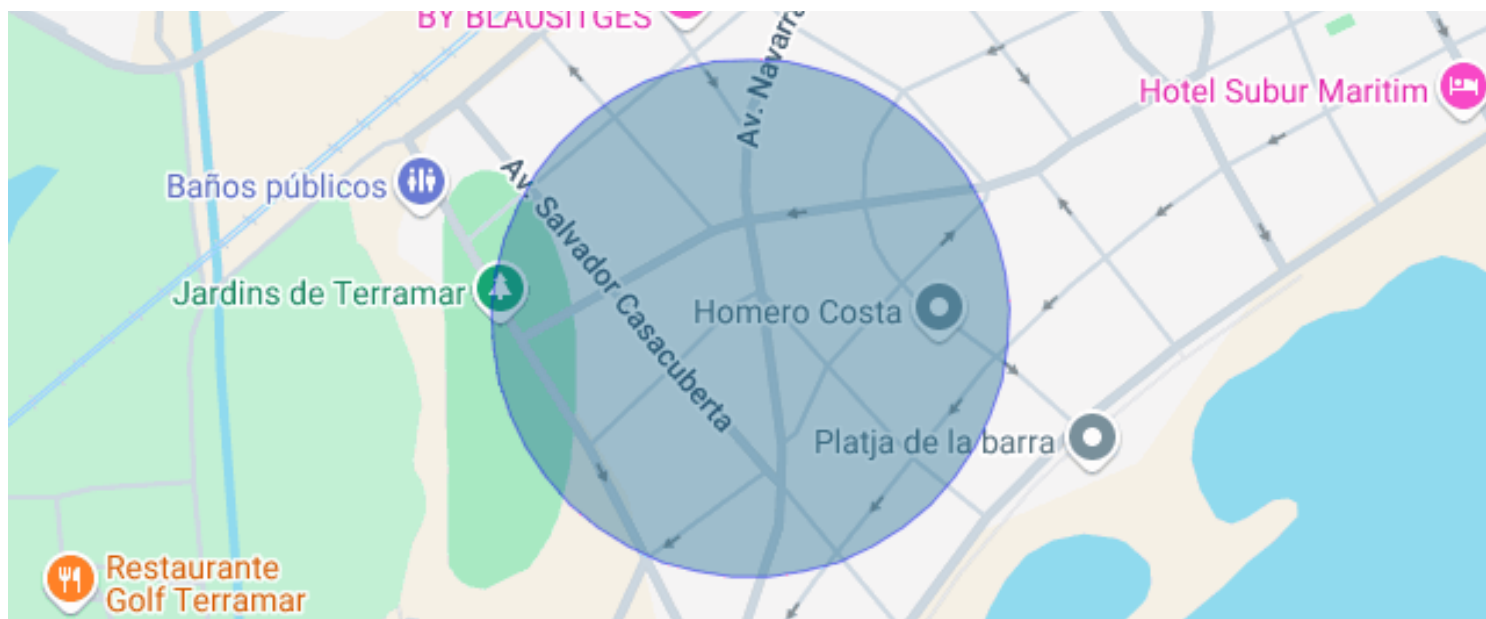 BY BLAUSITGES
Av. Navarra
Hotel Subur Maritim
Baños públicos
Av. Salvador Casacuberta
Jardins de Terramar
Homero Costa
Platja de la barra
Restaurante
Golf Terramar